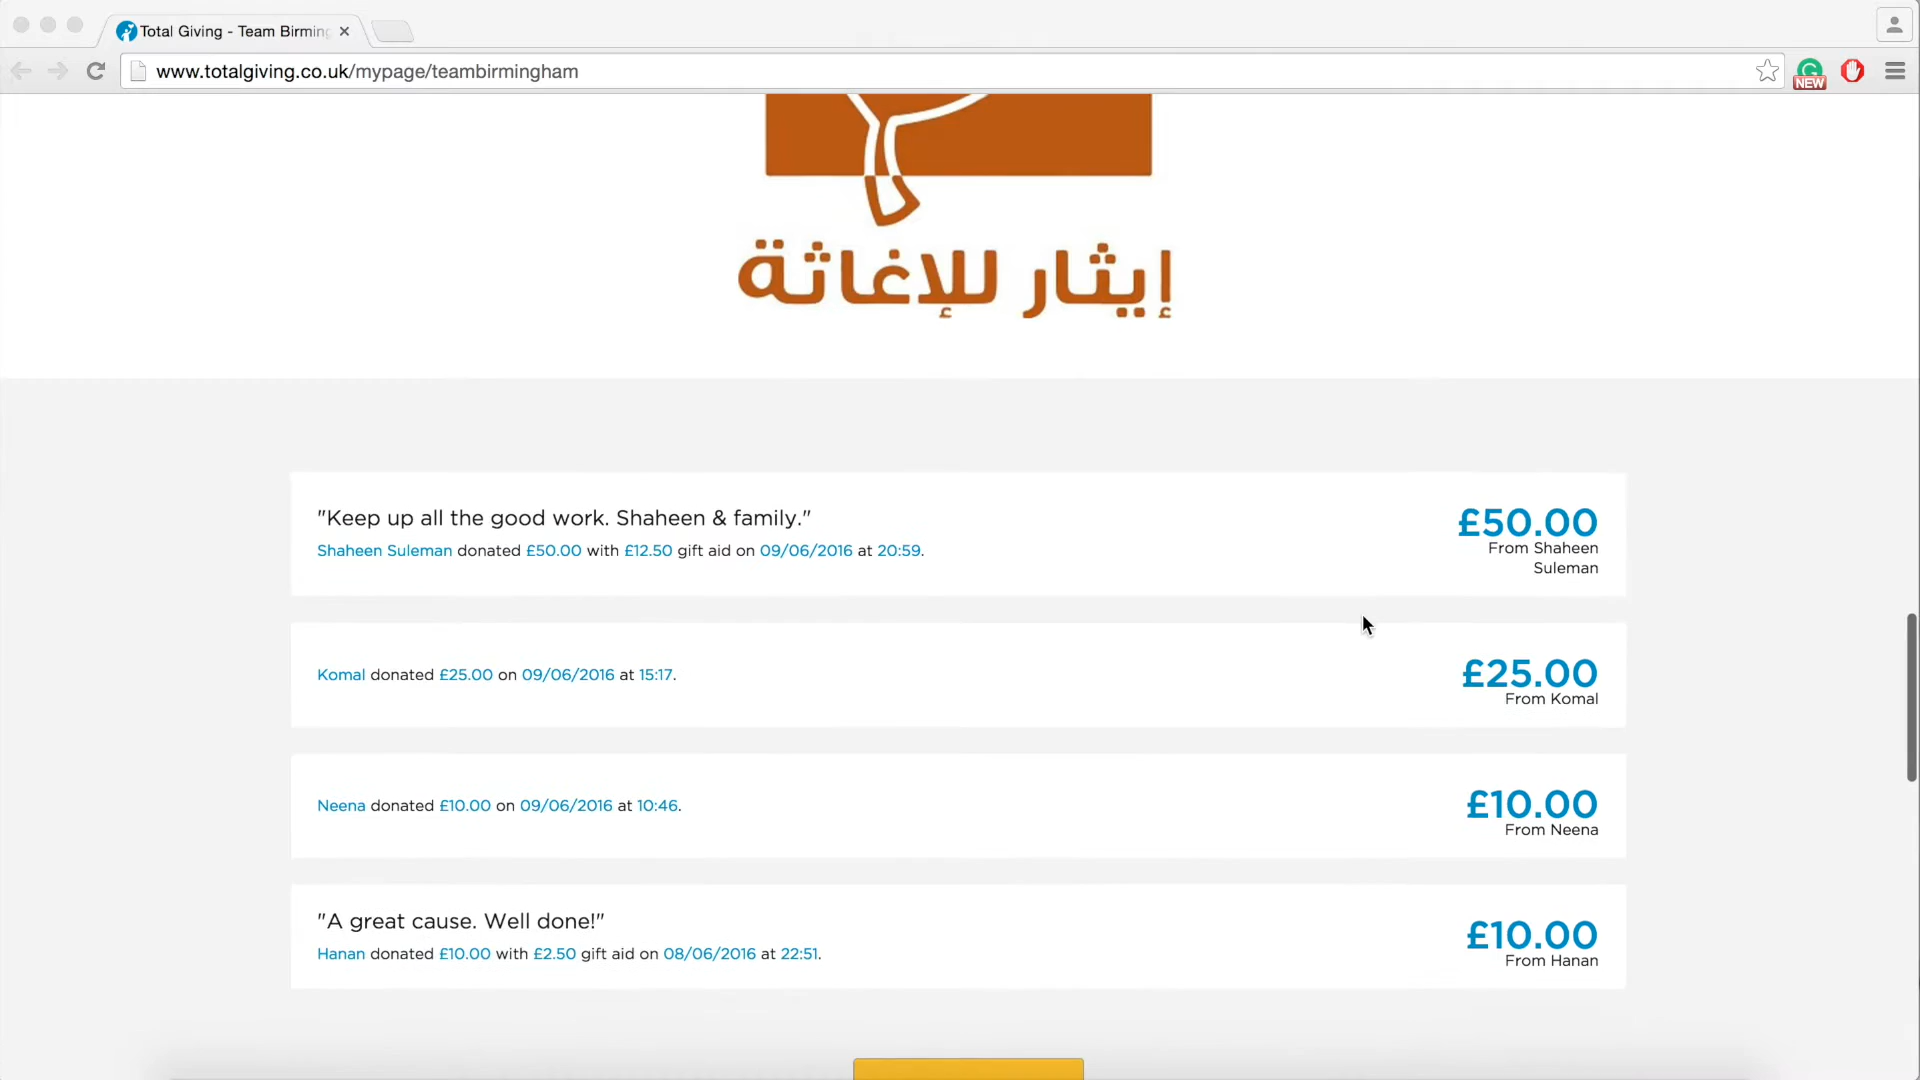 Total Giving - Team Birming
www.totalgiving.co.uk/mypage/teambirmingham
NEW
إيثار للإغاثة
"Keep up all the good work. Shaheen & family."
Shaheen Suleman donated £50.00 with £12.50 gift aid on 09/06/2016 at 20:59.
£50.00
From Shaheen
Suleman
Komal donated £25.00 on 09/06/2016 at 15:17.
£25.00
From Komal
Neena donated £10.00 on 09/06/2016 at 10:46.
£10.00
From Neena
"A great cause. Well done!"
Hanan donated £10.00 with £2.50 gift aid on 08/06/2016 at 22:51.
£10.00
From Hanan